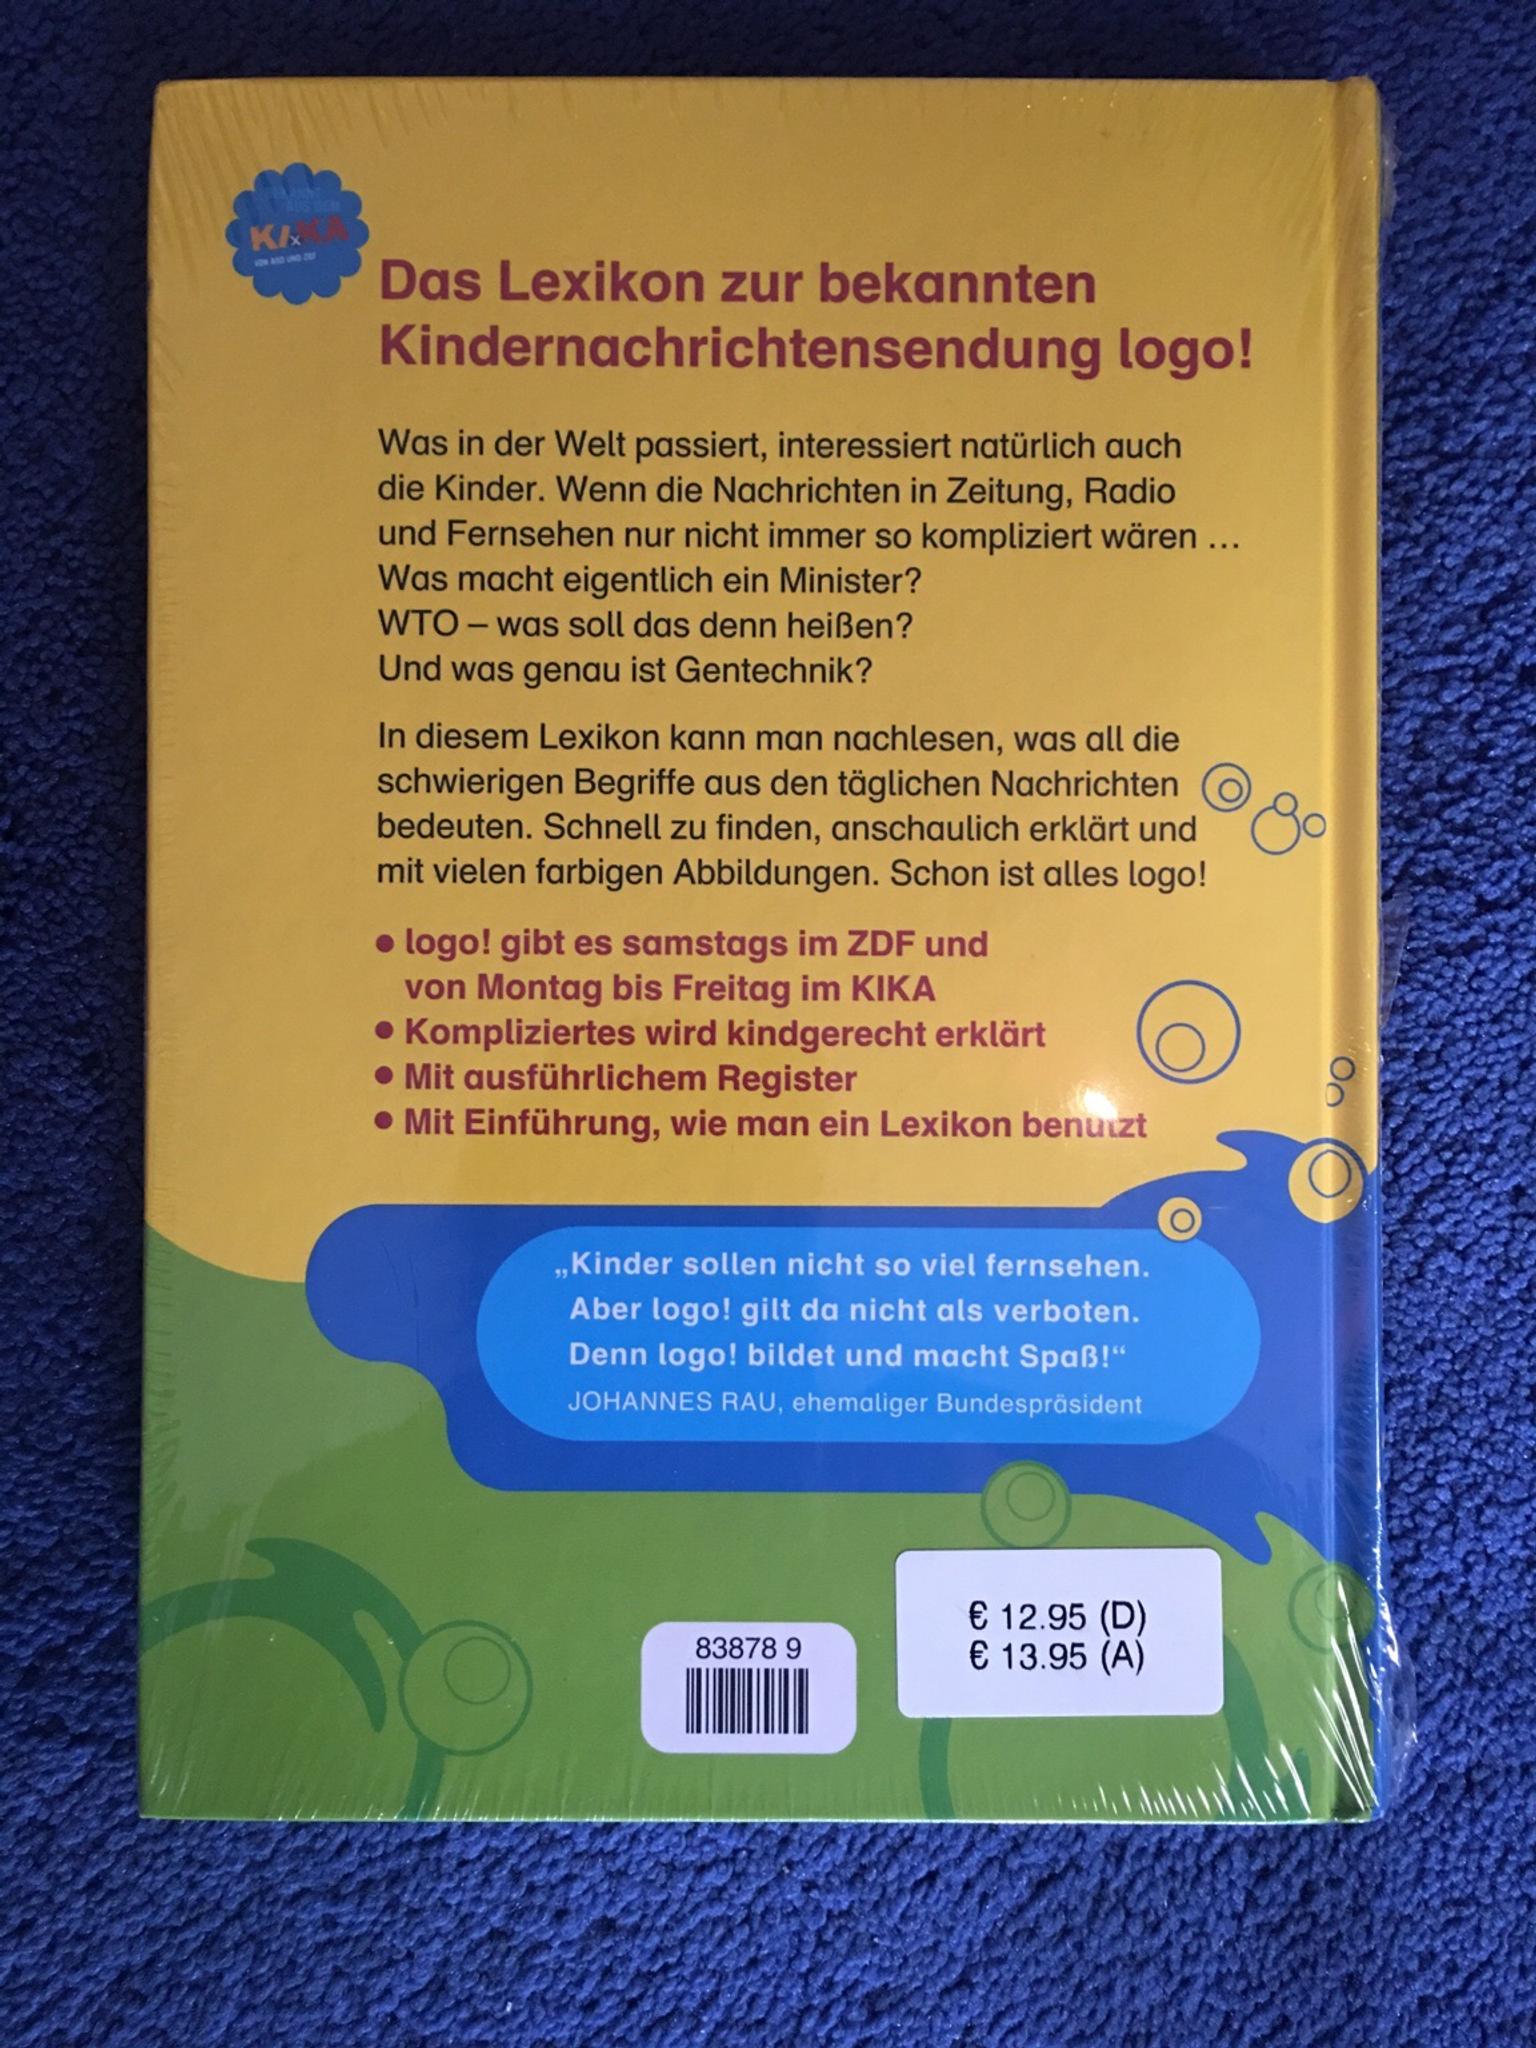 KI.KA
VON ARD UND ZDF
Das Lexikon zur bekannten
Kindernachrichtensendung logo!
Was in der Welt passiert, interessiert natürlich auch
die Kinder. Wenn die Nachrichten in Zeitung, Radio
und Fernsehen nur nicht immer so kompliziert wären …
Was macht eigentlich ein Minister?
WTO – was soll das denn heißen?
Und was genau ist Gentechnik?
In diesem Lexikon kann man nachlesen, was all die
schwierigen Begriffe aus den täglichen Nachrichten
bedeuten. Schnell zu finden, anschaulich erklärt und
mit vielen farbigen Abbildungen. Schon ist alles logo!
• logo! gibt es samstags im ZDF und
von Montag bis Freitag im KIKA
• Kompliziertes wird kindgerecht erklärt
• Mit ausführlichem Register
• Mit Einführung, wie man ein Lexikon benutzt
„Kinder sollen nicht so viel fernsehen.
Aber logo! gilt da nicht als verboten.
Denn logo! bildet und macht Spaß!“
JOHANNES RAU, ehemaliger Bundespräsident
€ 12.95 (D)
€ 13.95 (A)
83878 9